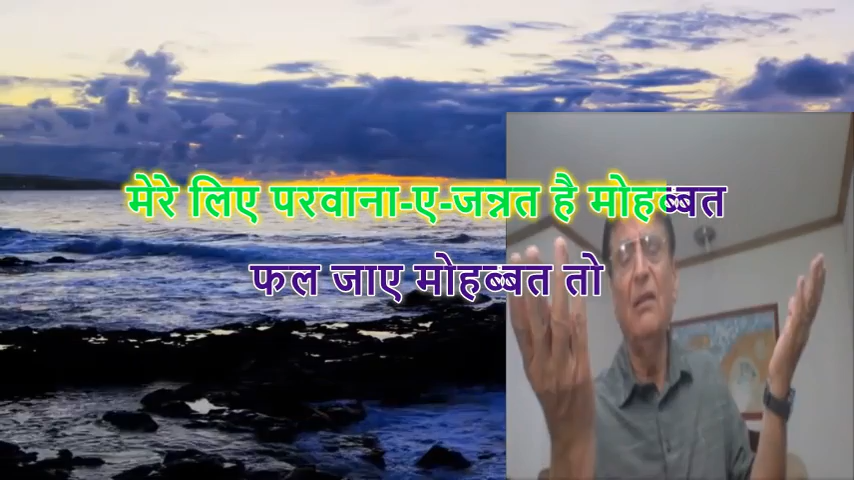 मेरे लिए परवाना-ए-जन्नत है मोहब्बत
फल जाए मोहब्बत तो